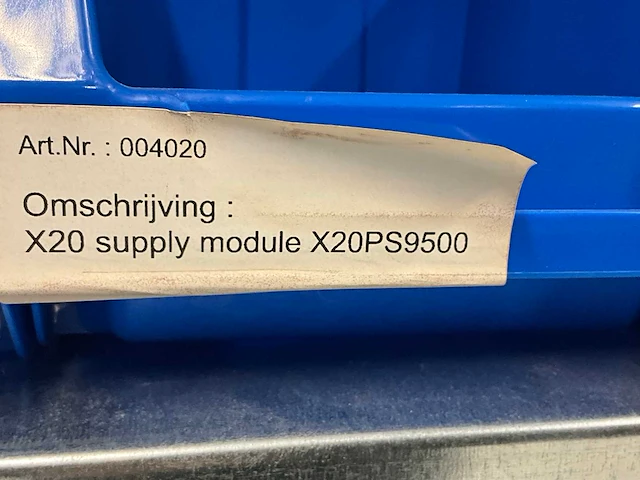 Art.Nr. : 004020
Omschrijving :
X20 supply module X20PS9500